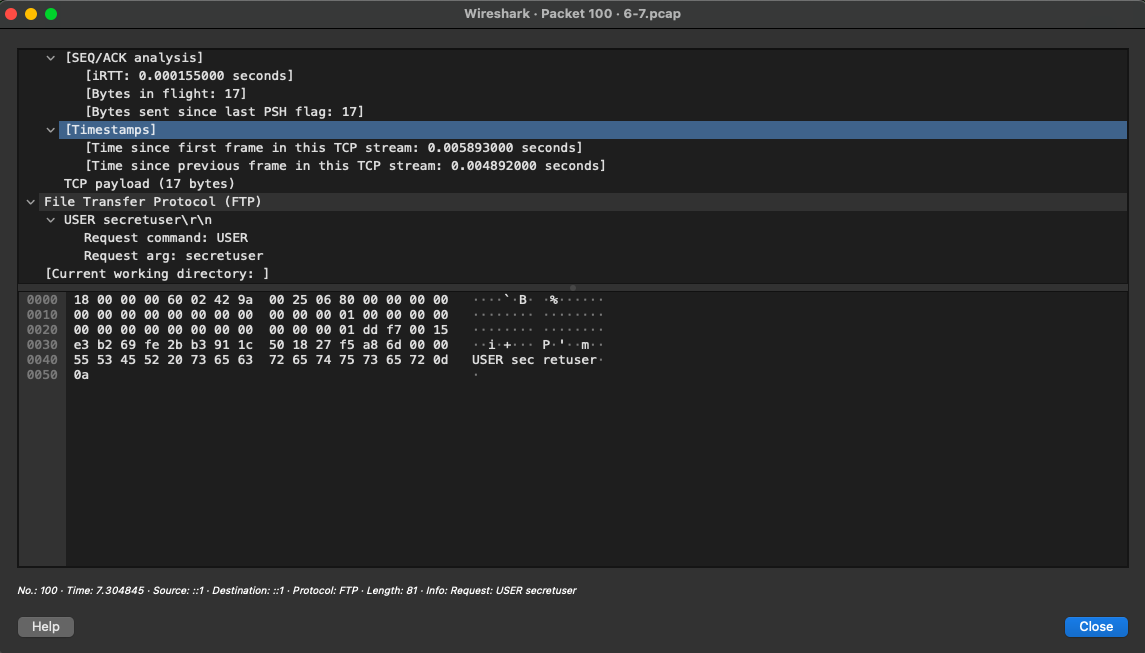 Wireshark · Packet 100 · 6-7.pcap
[SEQ/ACK analysis]
[iRTT: 0.000155000 seconds]
[Bytes in flight: 17]
[Bytes sent since last PSH flag: 17]
[Timestamps]
[Time since first frame in this TCP stream: 0.005893000 seconds]
[Time since previous frame in this TCP stream: 0.004892000 seconds]
TCP payload (17 bytes)
File Transfer Protocol (FTP)
USER secretuser\r\n
Request command: USER
Request arg: secretuser
[Current working directory: ]
0000 18 00 00 00 60 02 42 9a 00 25 06 80 00 00 00 00 ····`·B· ·%······
0010 00 00 00 00 00 00 00 00 00 00 00 01 00 00 00 00 ········ ········
0020 00 00 00 00 00 00 00 00 00 00 00 01 dd f7 00 15 ········ ········
0030 e3 b2 69 fe 2b b3 91 1c 50 18 27 f5 a8 6d 00 00 ··i·+··· P·'··m··
0040 55 53 45 52 20 73 65 63 72 65 74 75 73 65 72 0d USER sec retuser·
0050 0a ·
No.: 100 · Time: 7.304845 · Source: ::1 · Destination: ::1 · Protocol: FTP · Length: 81 · Info: Request: USER secretuser
Help
Close